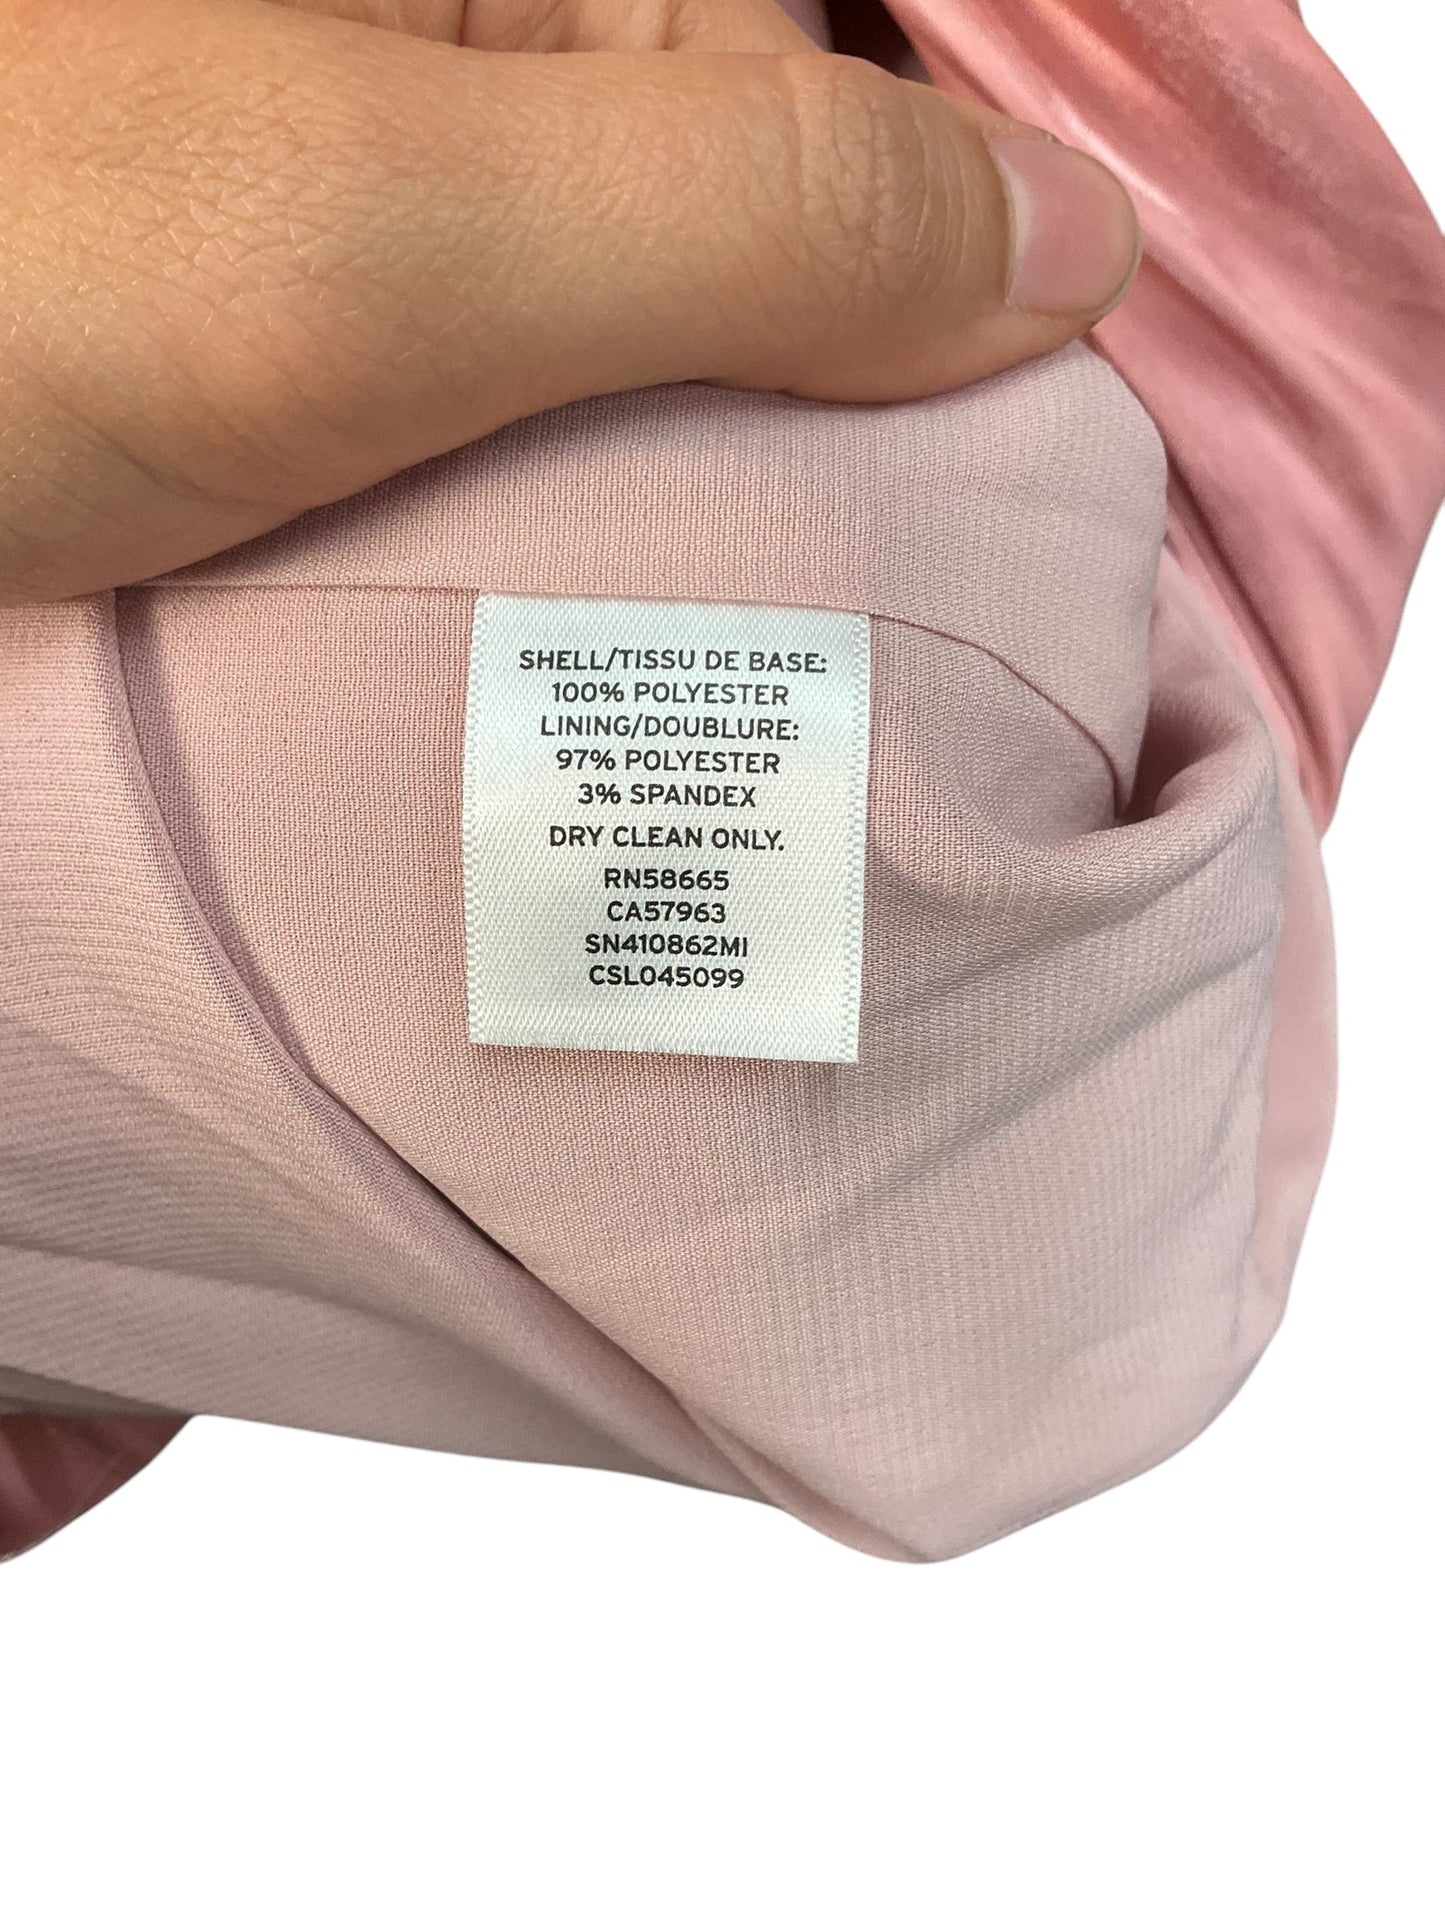 SHELL/TISSU DE BASE:
100% POLYESTER
LINING/DOUBLURE:
97% POLYESTER
3% SPANDEX
DRY CLEAN ONLY.
RN58665
CA57963
SN410862MI
CSL045099